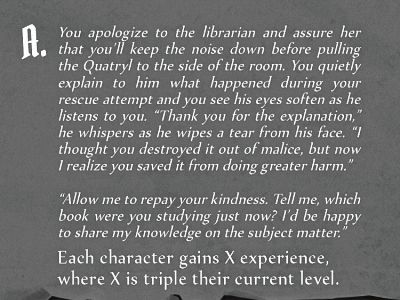 A.
You apologize to the librarian and assure her
that you'll keep the noise down before pulling
the Quatryl to the side of the room. You quietly
explain to him what happened during your
rescue attempt and you see his eyes soften as he
listens to you. “Thank you for the explanation,”
he whispers as he wipes a tear from his face. “I
thought you destroyed it out of malice, but now
I realize you saved it from doing greater harm.”
“Allow me to repay your kindness. Tell me, which
book were you studying just now? I'd be happy
to share my knowledge on the subject matter.”
Each character gains X experience,
where X is triple their current level.